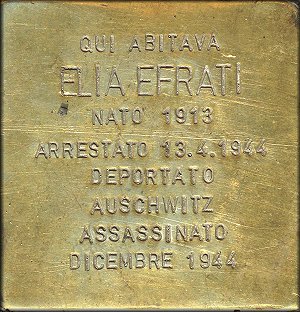 QUI ABITAVA
ELIA EFRATI
NATO' 1913
ARRESTATO 13.4.1944
DEPORTATO
AUSCHWITZ
ASSASSINATO
DICEMBRE 1944